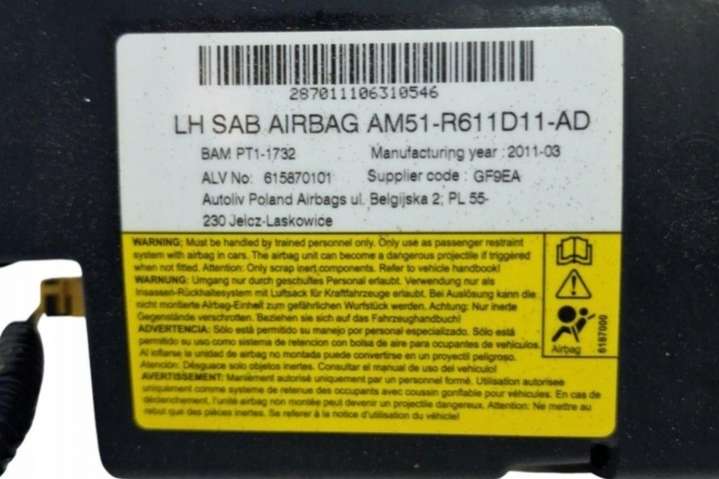 287011106310546
LH SAB AIRBAG AM51-R611D11-AD
BAM PT1-1732 Manufacturing year : 2011-03
ALV No: 615870101 Supplier code : GF9EA
Autoliv Poland Airbags ul. Belgijska 2; PL 55-
230 Jelcz-Laskowice
WARNING: Must be handled by trained personnel only. Only use as passenger restraint
system with airbag in cars. The airbag unit can become a dangerous projectile if triggered
when not fitted. Attention: Only scrap inert components. Refer to vehicle handbook!
WARNUNG: Umgang nur durch geschultes Personal erlaubt. Verwendung nur als
Insassen-Rückhaltesystem mit Luftsäck für Kraftfahrzeuge erlaubt. Bei Auslösung kann die
nicht montierte Airbag-Einheit zum gefährlichen Wurfstück werden. Achtung: Nur inerte
Gegenstände verschrofen. Beziehen sie sich auf das Fahrzeughandbuch!
ADVERTENCIA: Sólo está permitido su manejo por personal especializado. Sólo está
permitido su uso como sistema de retencion con bolsa de aire para ocupantes de vehículos.
Al inflarse la unidad de airbag no montada puede convertirse en un proyectil peligroso.
Atención: Désguace solo objetos inertes. Consultar el manual de uso del vehículo!
AVERTISSEMENT: Maniement autorisé uniquement par un personnel formé. Utilisation autorisée
uniquement comme systeme de retenue des occupants avec coussin gonflable pour véhicules. En cas de
déclenchement, l'unité airbag non montée peut devenir un projectile dangereux. Attention : Ne mettre au
rebut que des pièces inertes. Se referer à la notice d'utilisation du véhicle!
Airbag
6187000